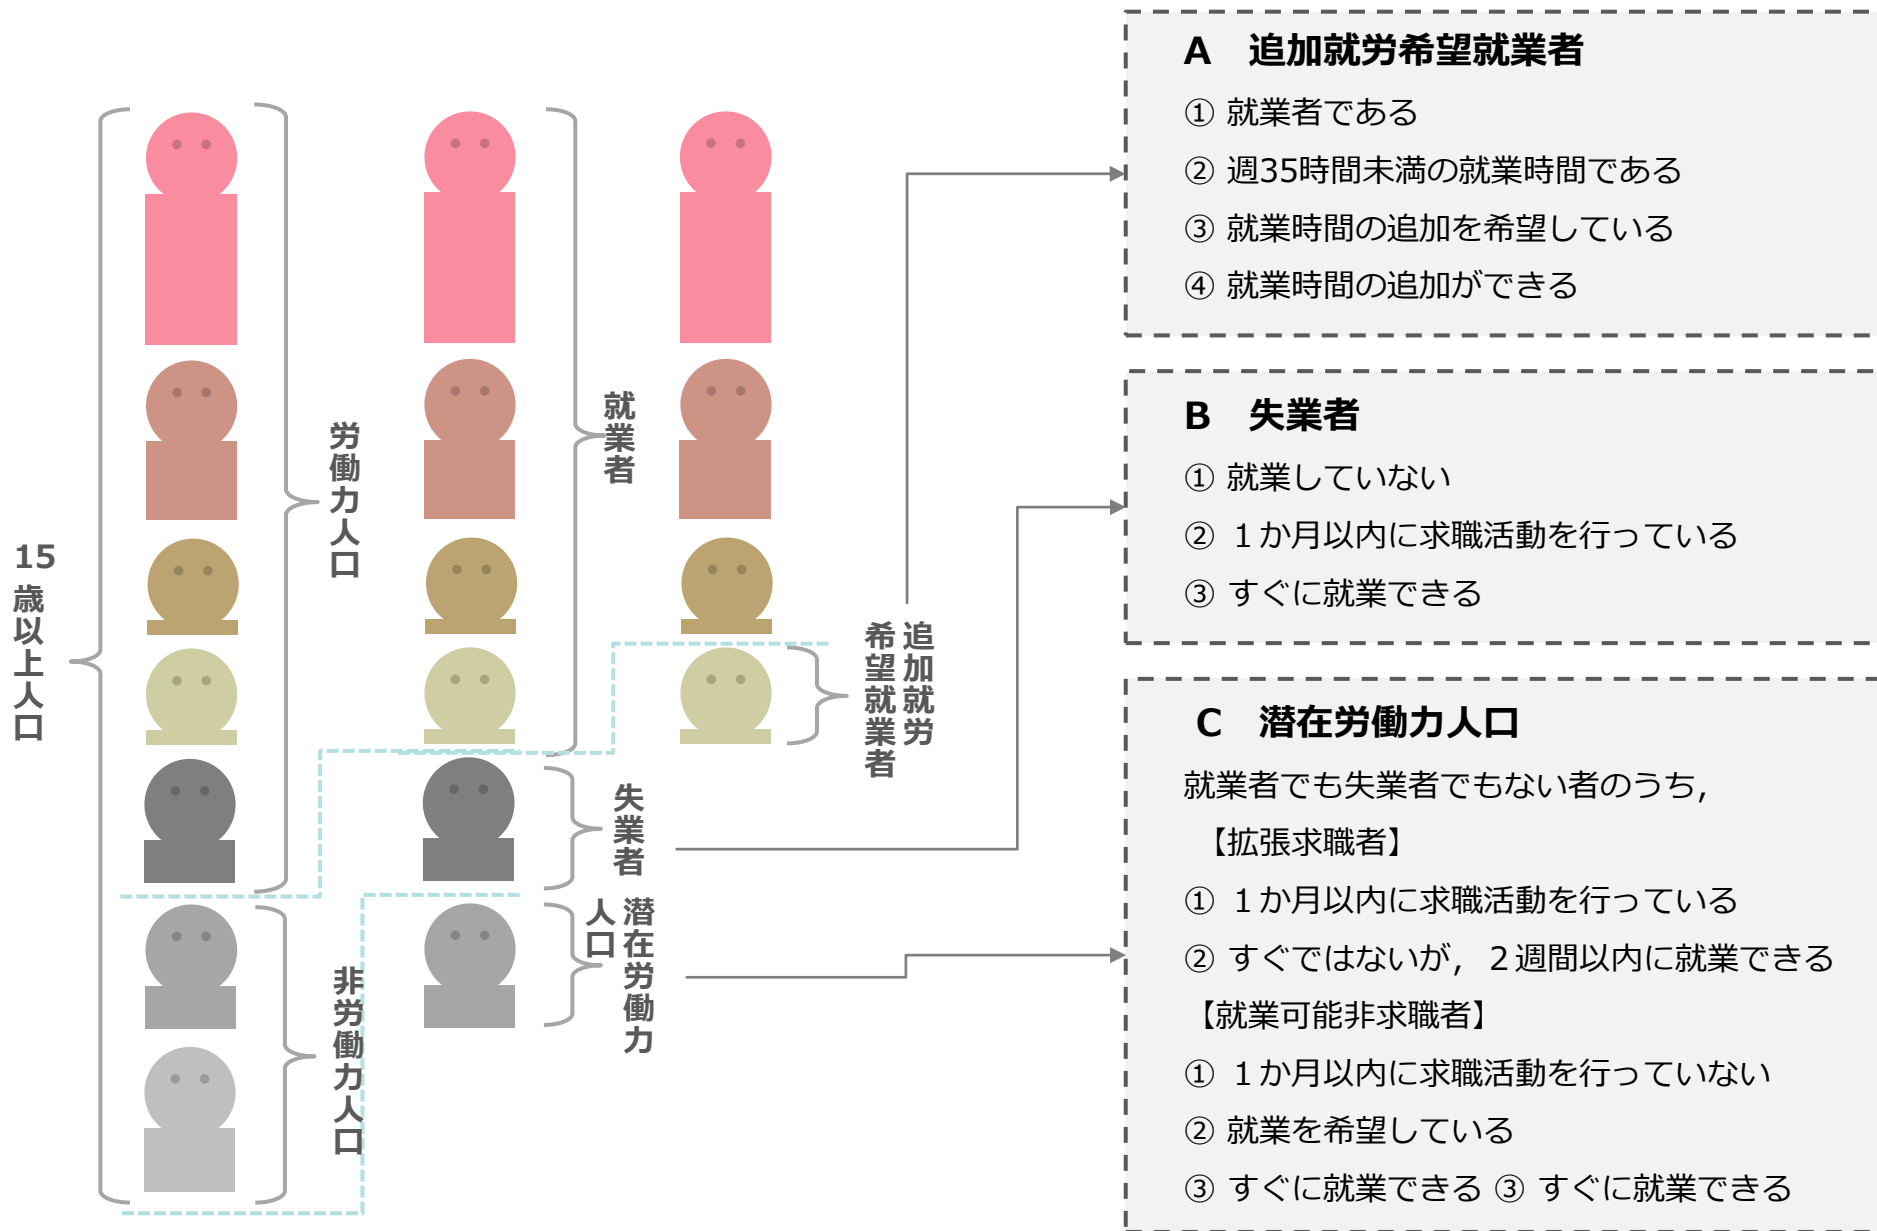 15歳以上人口
労働力人口
非労働力人口
就業者
失業者
潜在労働力
人口
追加就労
希望就業者
A　追加就労希望就業者
① 就業者である
② 週35時間未満の就業時間である
③ 就業時間の追加を希望している
④ 就業時間の追加ができる
B　失業者
① 就業していない
② １か月以内に求職活動を行っている
③ すぐに就業できる
C　潜在労働力人口
就業者でも失業者でもない者のうち,
【拡張求職者】
① １か月以内に求職活動を行っている
② すぐではないが, ２週間以内に就業できる
【就業可能非求職者】
① １か月以内に求職活動を行っていない
② 就業を希望している
③ すぐに就業できる ③ すぐに就業できる